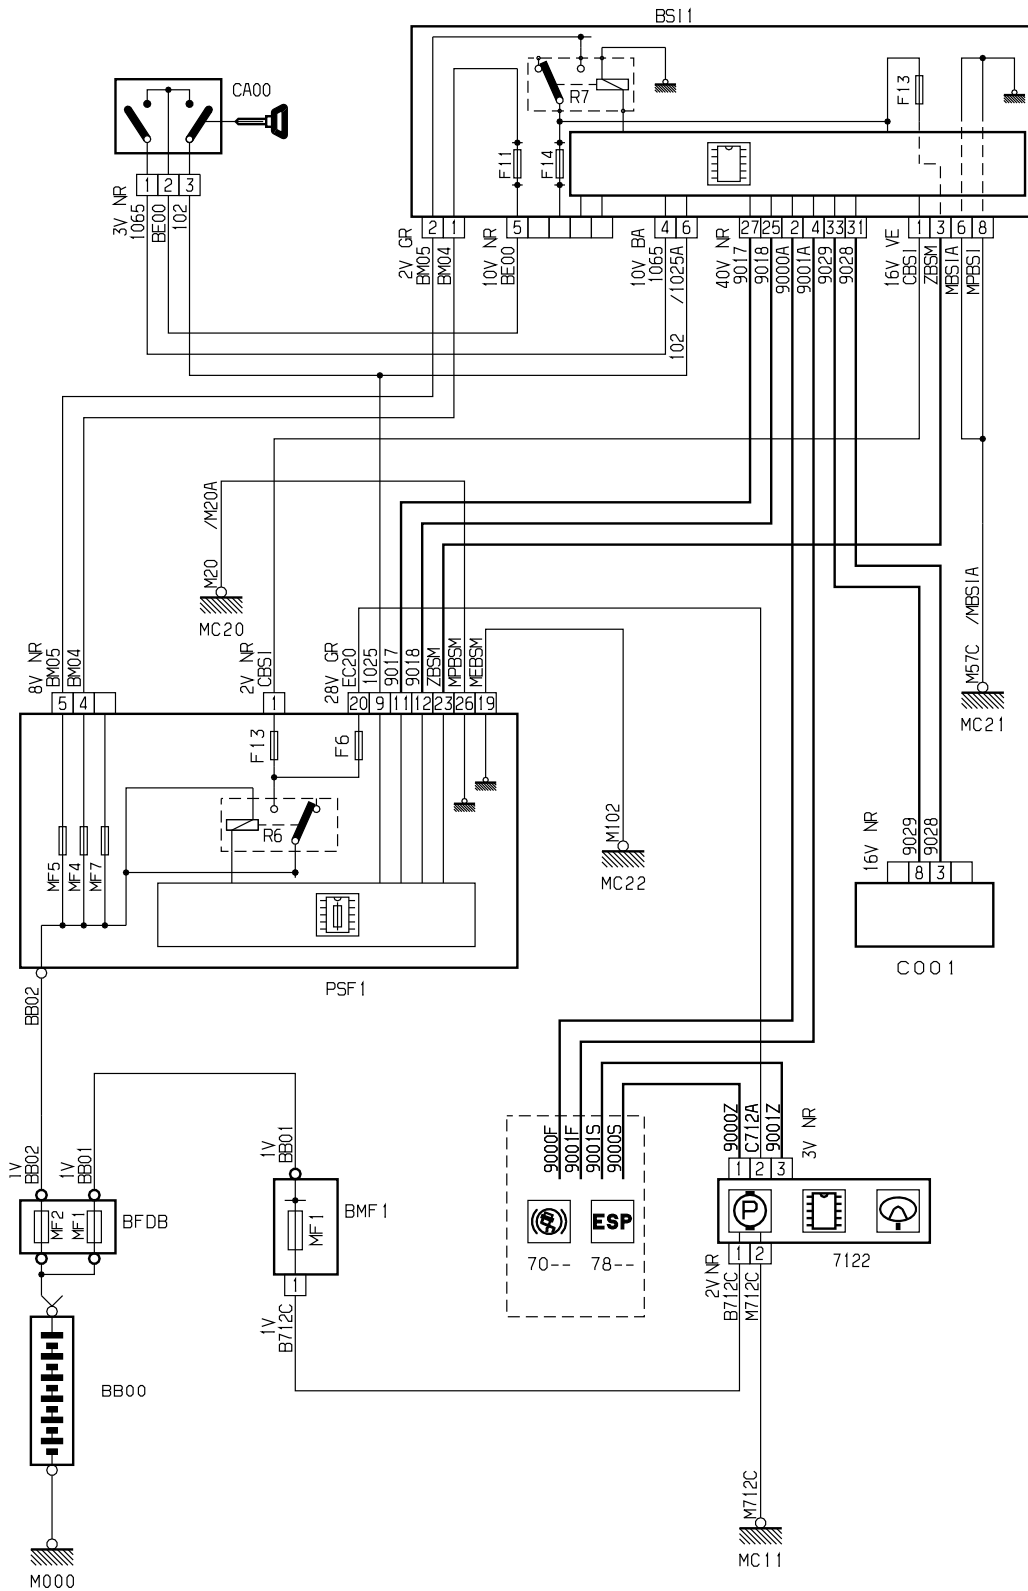 BSI1
CA00
R7
F13
F11
F14
1 2 3
3V NR
1065
BE00
102
2 1
5
4 6
27 25 2 4 33 31
1 3 6 8
2V GR
BM05
BM04
10V NR
BE00
10V BA
1065
/1025A
102
40V NR
9017
9018
9000A
9001A
9029
9028
16V VE
CBSI
ZBSM
MBSIA
MPBSI
M20 /M20A
MC20
M57C /MBSIA
MC21
8V NR
BM05
BM04
2V NR
CBSI
28V GR
EC20
1025
9017
9018
ZBSM
MPBSM
MEBSM
5 4
1
20 9 11 12 23 26 19
F13
F6
R6
MF5
MF4
MF7
M102
MC22
16V NR
9029
9028
8 3
C001
PSF1
BB02
1V
BB02
1V
BB01
1V
BB01
MF2
MF1
BFDB
MF1
BMF1
1
1V
B712C
9000F
9001F
9001S
9000S
ESP
70--
78--
9000Z
C712A
9001Z
3V NR
1 2 3
P
1 2
7122
2V NR
B712C
M712C
BB00
M000
M712C
MC11